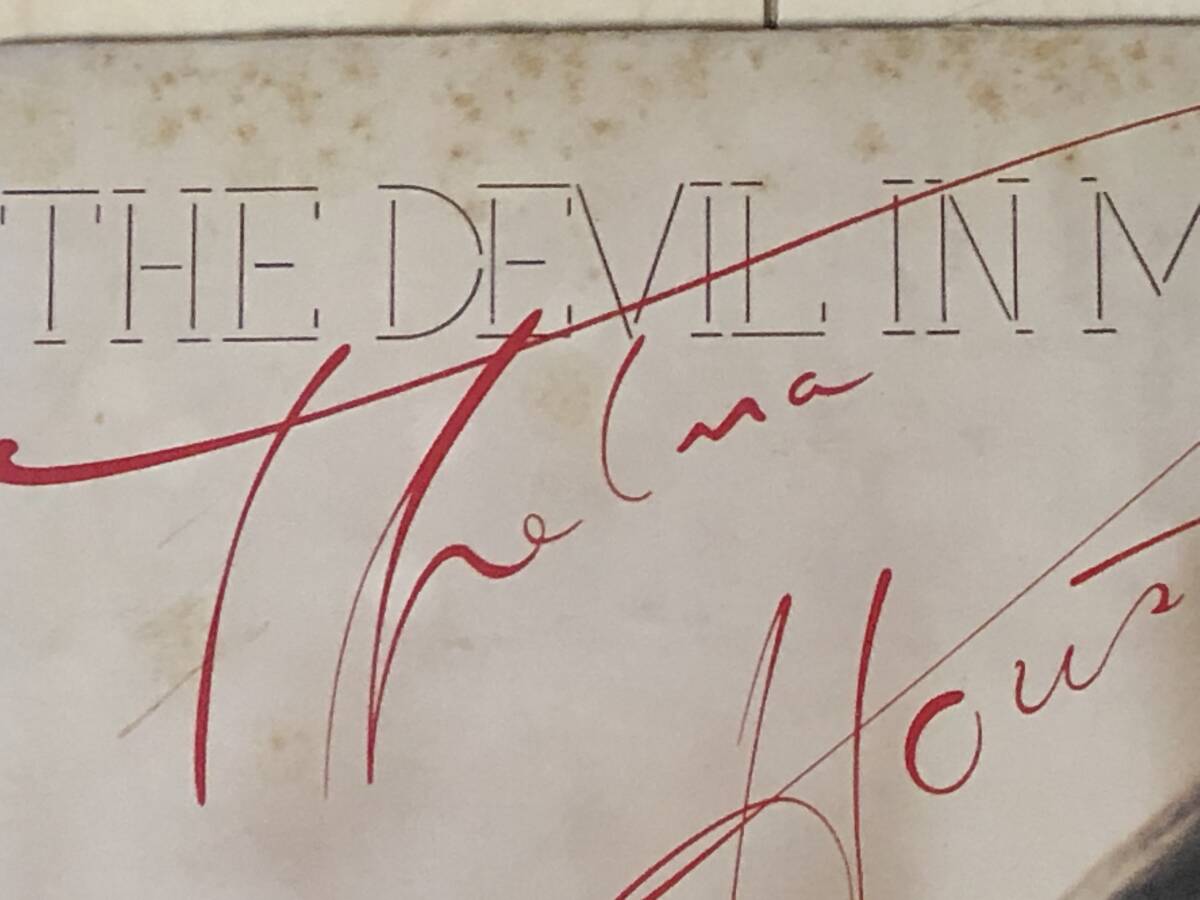 THE DEVIL IN M
Thelma
Hous